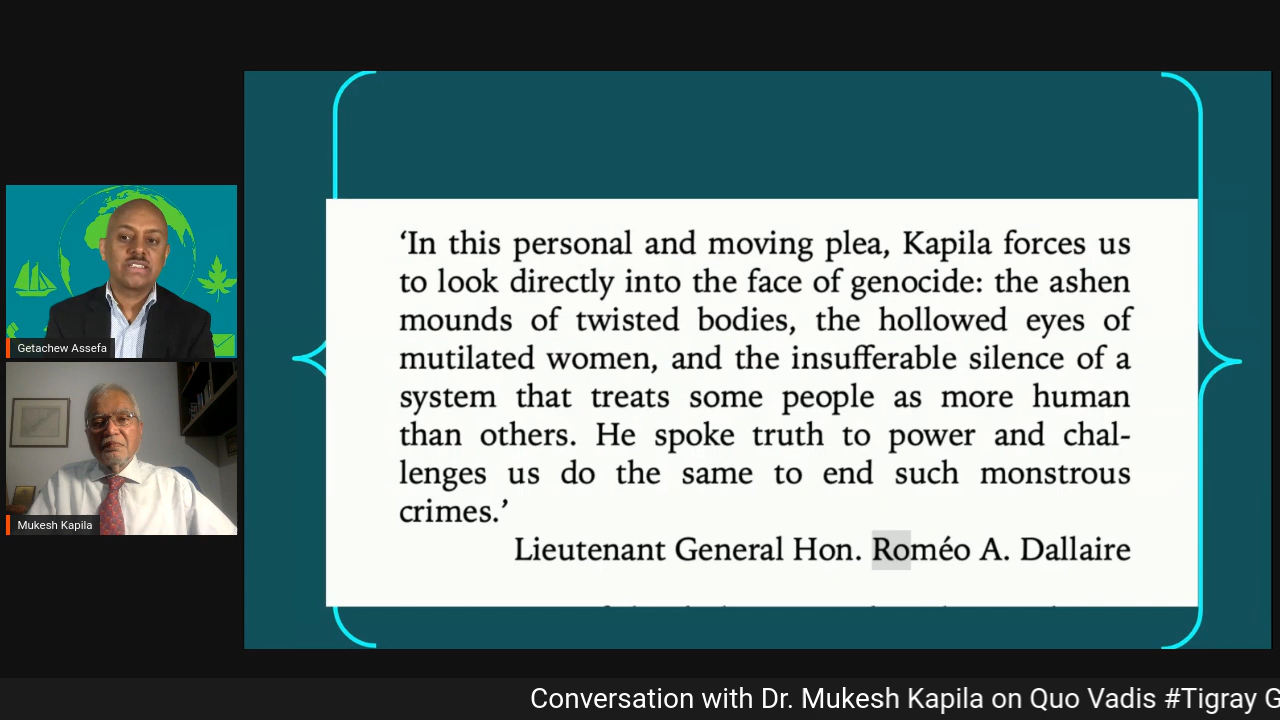 ‘In this personal and moving plea, Kapila forces us
to look directly into the face of genocide: the ashen
mounds of twisted bodies, the hollowed eyes of
mutilated women, and the insufferable silence of a
system that treats some people as more human
than others. He spoke truth to power and chal-
lenges us do the same to end such monstrous
crimes.’
Lieutenant General Hon. Roméo A. Dallaire
Getachew Assefa
Mukesh Kapila
Conversation with Dr. Mukesh Kapila on Quo Vadis #Tigray G